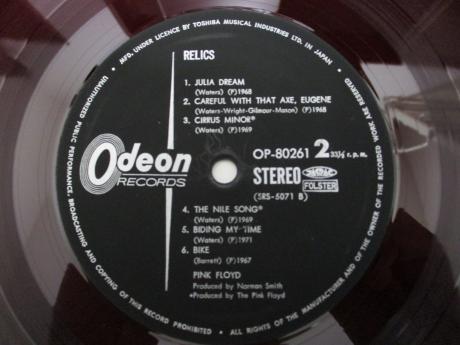 • MFD. UNDER LICENCE BY TOSHIBA MUSICAL INDUSTRIES LTD. IN JAPAN •
RELICS
1. JULIA DREAM
(Waters) (P)1968
2. CAREFUL WITH THAT AXE, EUGENE
(Waters-Wright-Gilmour-Mason) (P)1968
3. CIRRUS MINOR*
(Waters) (P)1969
Odeon
RECORDS
OP-80261 2 33⅓ r.p.m.
STEREO
FOLSTER
(SRS-5071 B)
4. THE NILE SONG*
(Waters) (P)1969
5. BIDING MY TIME
(Waters) (P)1971
6. BIKE
(Barrett) (P)1967
PINK FLOYD
Produced by Norman Smith
*Produced by The Pink Floyd
UNAUTHORIZED PUBLIC PERFORMANCE, BROADCASTING AND COPYING OF THIS RECORD PROHIBITED • ALL RIGHTS OF THE MANUFACTURER AND OF THE OWNER OF THE RECORDED WORK ARE RESERVED